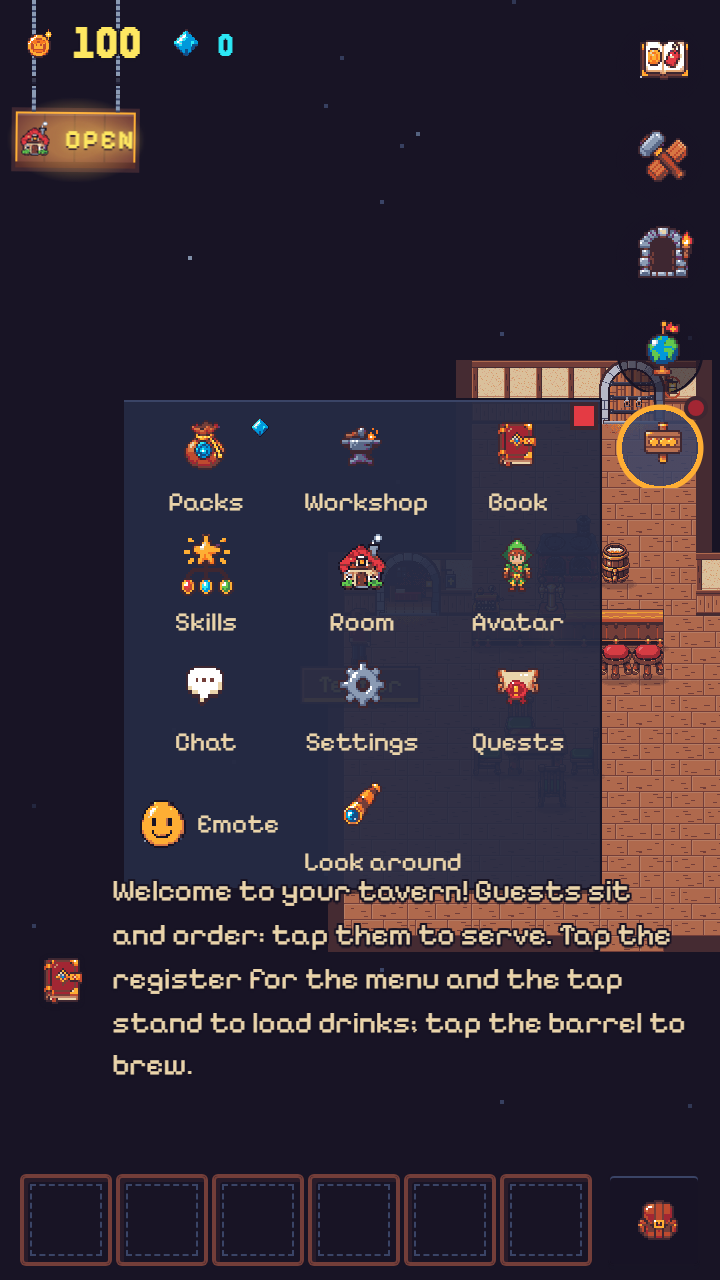 100 0
OPEN
Packs Workshop Book
Skills Room Avatar
Chat Settings Quests
Emote
Look around
Welcome to your tavern! Guests sit
and order: tap them to serve. Tap the
register for the menu and the tap
stand to load drinks; tap the barrel to
brew.